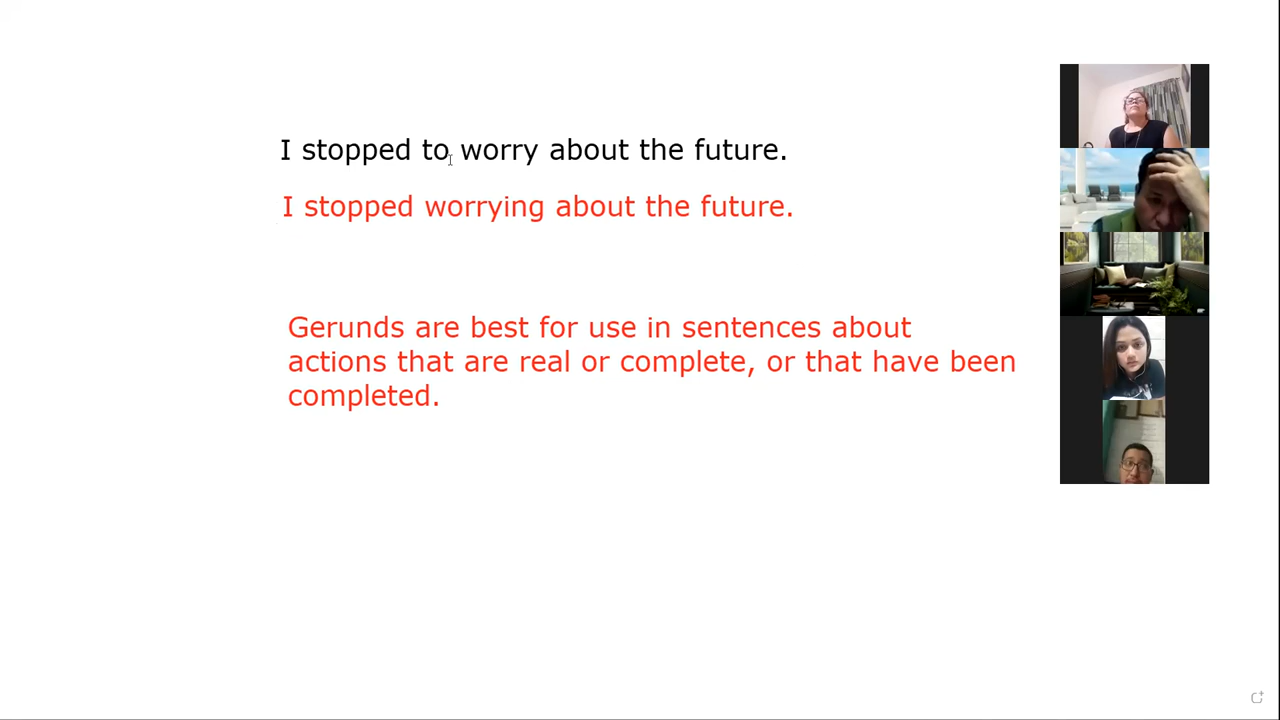 I stopped to worry about the future.
I stopped worrying about the future.
Gerunds are best for use in sentences about
actions that are real or complete, or that have been
completed.